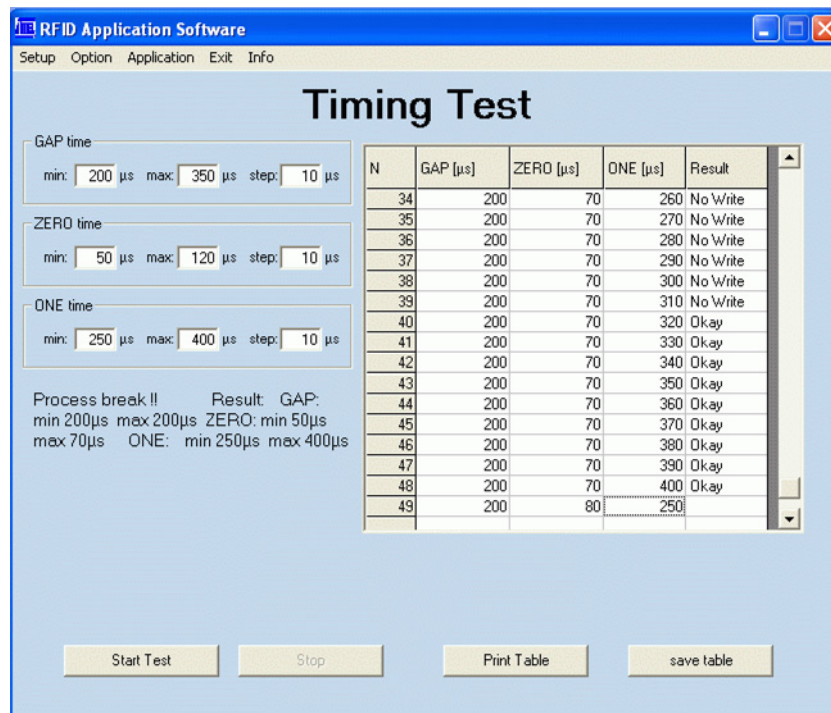 RFID Application Software
Setup Option Application Exit Info
Timing Test
GAP time
min: 200 µs max: 350 µs step: 10 µs
ZERO time
min: 50 µs max: 120 µs step: 10 µs
ONE time
min: 250 µs max: 400 µs step: 10 µs
Process break !! Result: GAP:
min 200µs max 200µs ZERO: min 50µs
max 70µs ONE: min 250µs max 400µs
N GAP [µs] ZERO [µs] ONE [µs] Result
34 200 70 260 No Write
35 200 70 270 No Write
36 200 70 280 No Write
37 200 70 290 No Write
38 200 70 300 No Write
39 200 70 310 No Write
40 200 70 320 Okay
41 200 70 330 Okay
42 200 70 340 Okay
43 200 70 350 Okay
44 200 70 360 Okay
45 200 70 370 Okay
46 200 70 380 Okay
47 200 70 390 Okay
48 200 70 400 Okay
49 200 80 250
Start Test Stop Print Table save table